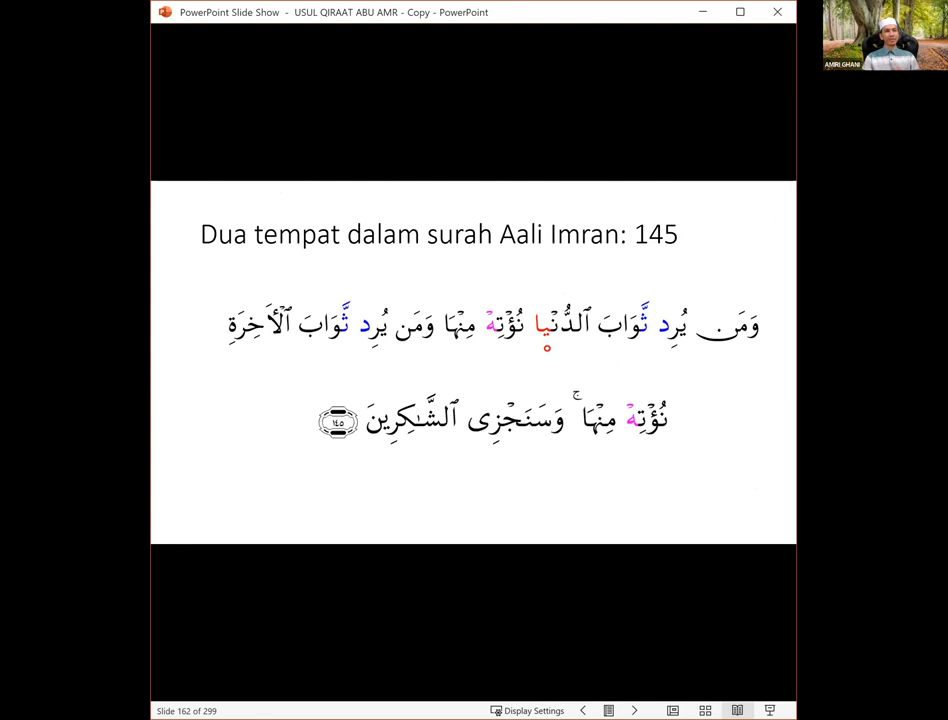 PowerPoint Slide Show - USUL QIRAAT ABU AMR - Copy - PowerPoint
AMIRI GHANI
Dua tempat dalam surah Aali Imran: 145
وَمَن يُرِد ثَّوَابَ ٱلدُّنْيا نُؤْتِهْ مِنْهَا وَمَن يُرِد ثَّوَابَ ٱلْأَخِرَةِ
نُؤْتِهْ مِنْهَا ۚ وَسَنَجْزِى ٱلشَّـٰكِرِينَ ١٤٥
Slide 162 of 299
Display Settings